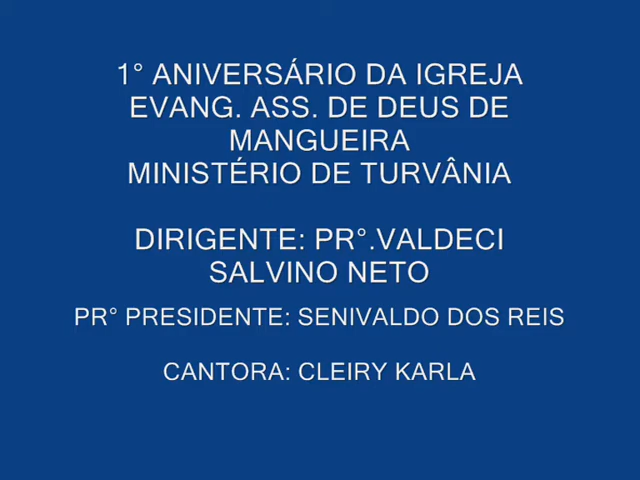 1° ANIVERSÁRIO DA IGREJA
EVANG. ASS. DE DEUS DE
MANGUEIRA
MINISTÉRIO DE TURVÂNIA
DIRIGENTE: PR°.VALDECI
SALVINO NETO
PR° PRESIDENTE: SENIVALDO DOS REIS
CANTORA: CLEIRY KARLA